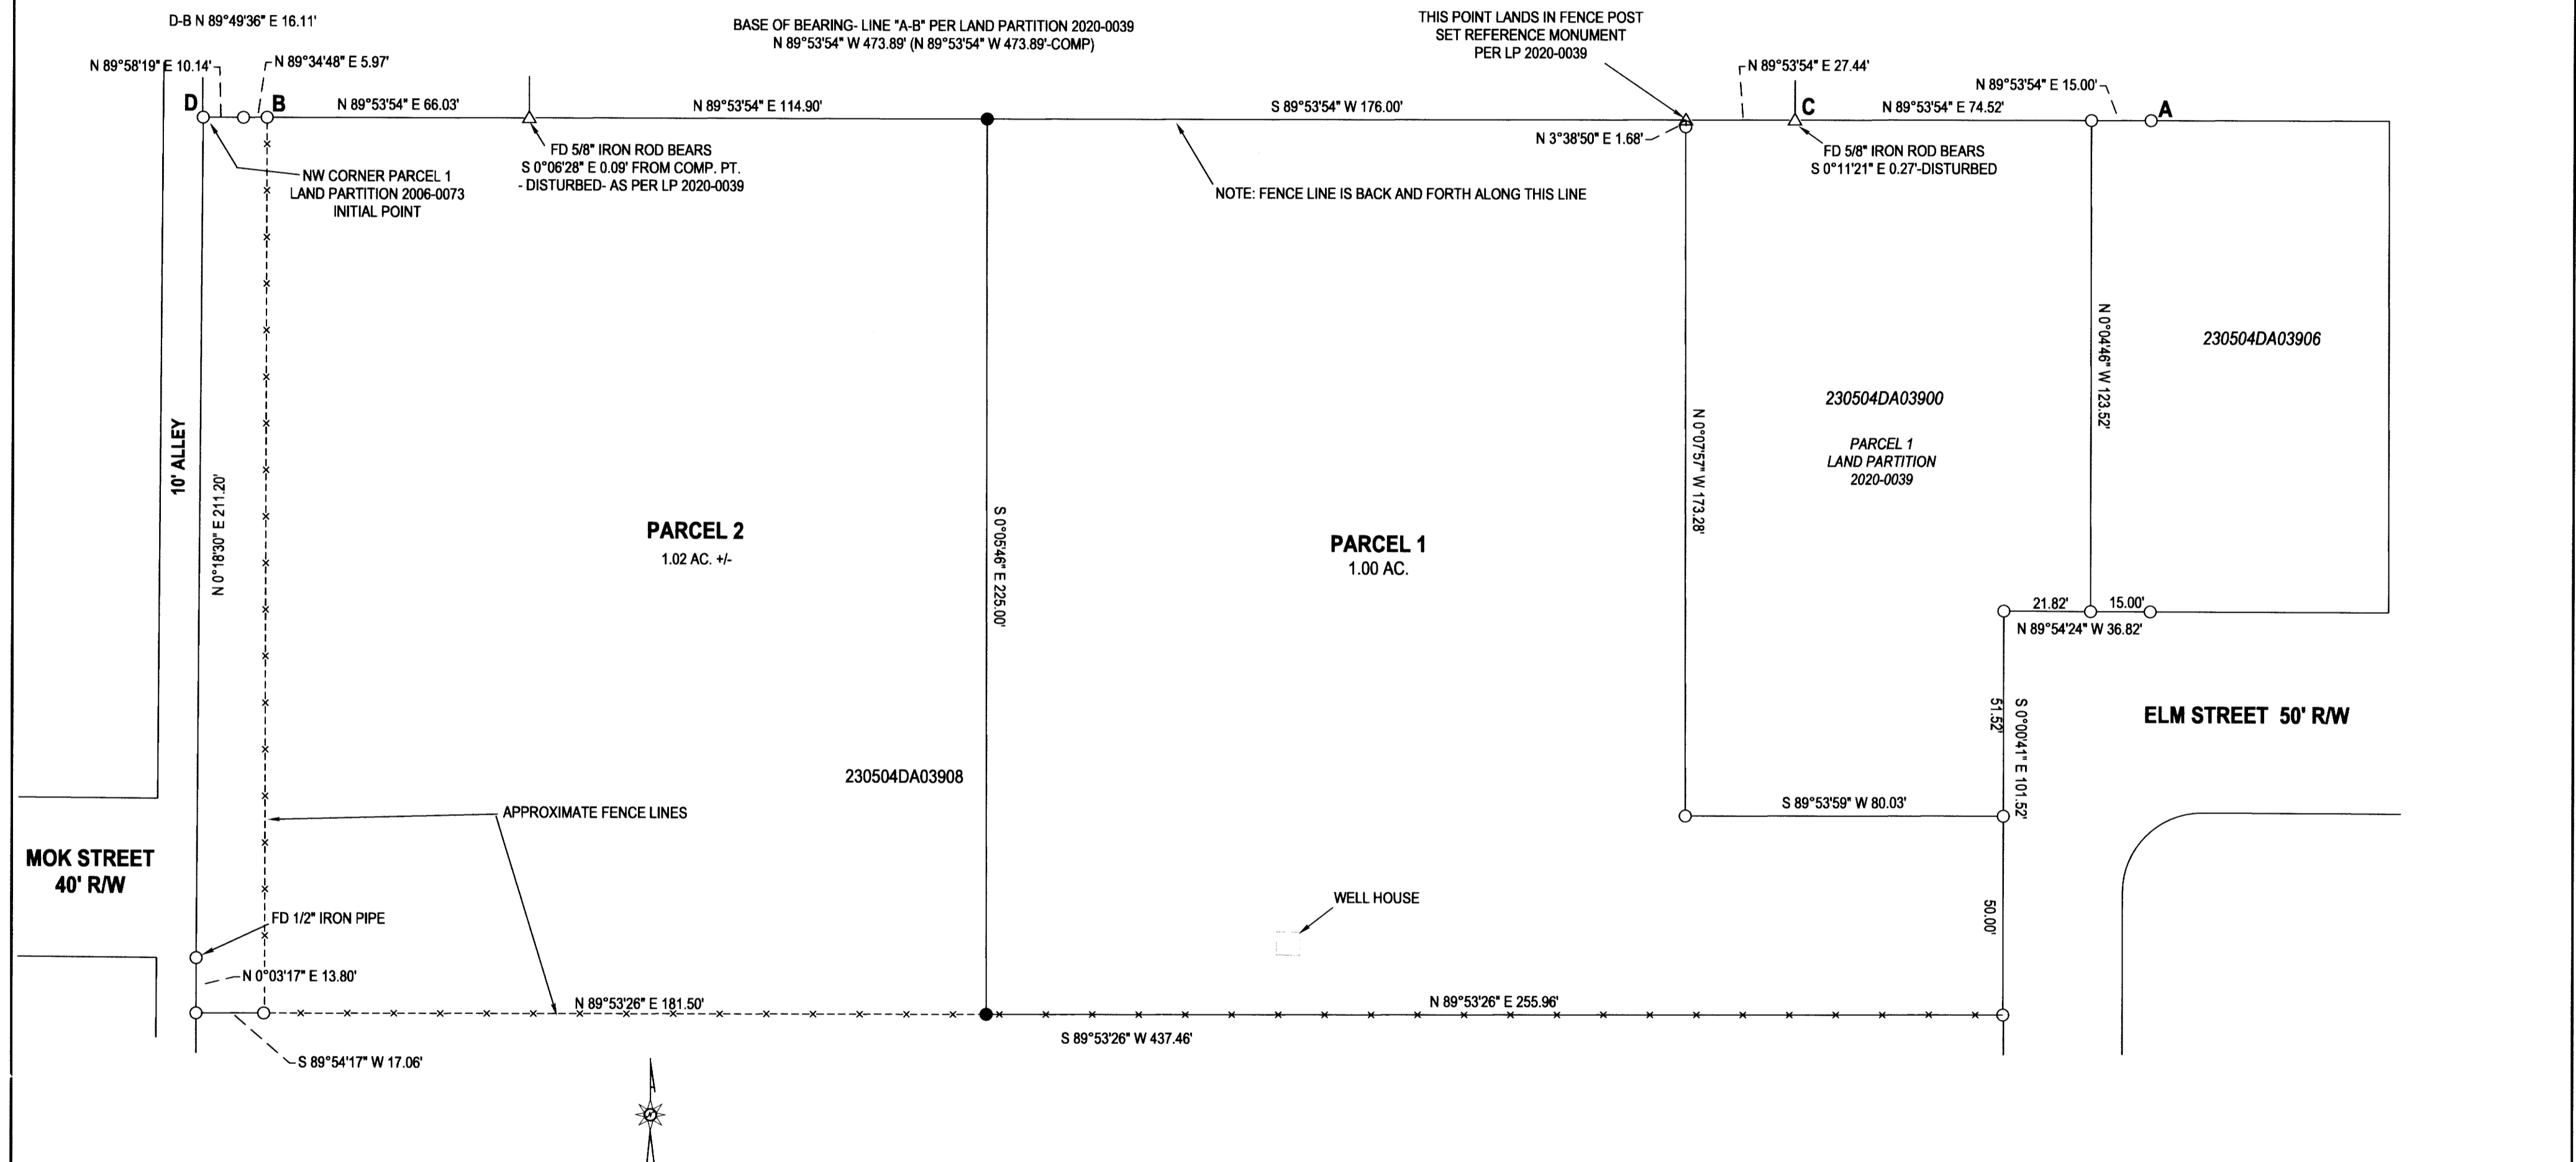 D-B N 89°49'36" E 16.11'
BASE OF BEARING- LINE "A-B" PER LAND PARTITION 2020-0039
N 89°53'54" W 473.89' (N 89°53'54" W 473.89'-COMP)
THIS POINT LANDS IN FENCE POST
SET REFERENCE MONUMENT
PER LP 2020-0039
N 89°58'19" E 10.14'
N 89°34'48" E 5.97'
N 89°53'54" E 27.44'
N 89°53'54" E 15.00'
D
B
N 89°53'54" E 66.03'
N 89°53'54" E 114.90'
S 89°53'54" W 176.00'
C
N 89°53'54" E 74.52'
A
N 3°38'50" E 1.68'
FD 5/8" IRON ROD BEARS
S 0°06'28" E 0.09' FROM COMP. PT.
- DISTURBED- AS PER LP 2020-0039
FD 5/8" IRON ROD BEARS
S 0°11'21" E 0.27'-DISTURBED
NW CORNER PARCEL 1
LAND PARTITION 2006-0073
INITIAL POINT
NOTE: FENCE LINE IS BACK AND FORTH ALONG THIS LINE
N 0°04'46" W 123.52'
230504DA03906
230504DA03900
PARCEL 1
LAND PARTITION
2020-0039
10' ALLEY
N 0°18'30" E 211.20'
N 0°07'57" W 173.28'
S 0°05'46" E 225.00'
PARCEL 2
1.02 AC. +/-
PARCEL 1
1.00 AC.
21.82'
15.00'
N 89°54'24" W 36.82'
51.52'
S 0°00'41" E 101.52'
ELM STREET 50' R/W
230504DA03908
APPROXIMATE FENCE LINES
S 89°53'59" W 80.03'
MOK STREET
40' R/W
WELL HOUSE
50.00'
FD 1/2" IRON PIPE
N 0°03'17" E 13.80'
N 89°53'26" E 181.50'
N 89°53'26" E 255.96'
S 89°53'26" W 437.46'
S 89°54'17" W 17.06'